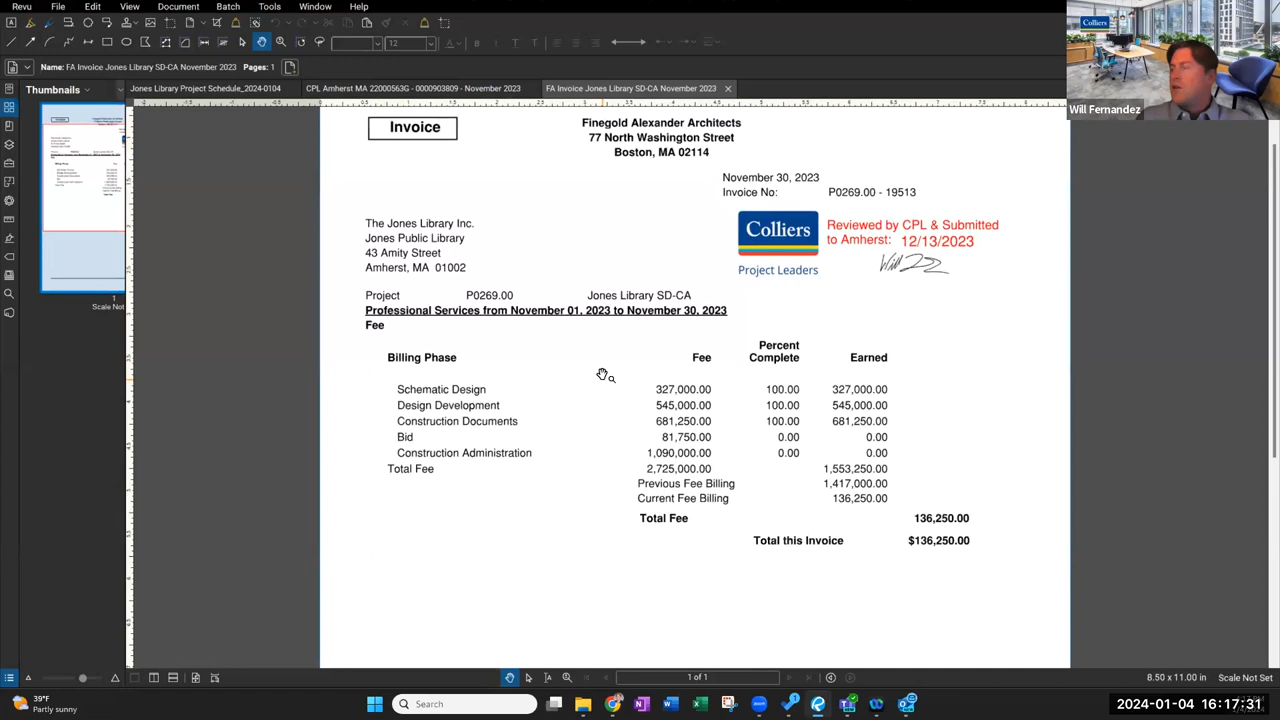 Revu File Edit View Document Batch Tools Window Help
12
Name: FA Invoice Jones Library SD-CA November 2023 Pages: 1
Thumbnails
Jones Library Project Schedule_2024-0104
CPL Amherst MA 22000563G - 0000903809 - November 2023
FA Invoice Jones Library SD-CA November 2023
Colliers
Will Fernandez
1
Scale Not
Invoice
Finegold Alexander Architects
77 North Washington Street
Boston, MA 02114
November 30, 2023
Invoice No: P0269.00 - 19513
The Jones Library Inc.
Jones Public Library
43 Amity Street
Amherst, MA 01002
Colliers
Project Leaders
Reviewed by CPL & Submitted
to Amherst: 12/13/2023
Project P0269.00 Jones Library SD-CA
Professional Services from November 01, 2023 to November 30, 2023
Fee
Billing Phase Fee Percent Complete Earned
Schematic Design 327,000.00 100.00 327,000.00
Design Development 545,000.00 100.00 545,000.00
Construction Documents 681,250.00 100.00 681,250.00
Bid 81,750.00 0.00 0.00
Construction Administration 1,090,000.00 0.00 0.00
Total Fee 2,725,000.00 1,553,250.00
Previous Fee Billing 1,417,000.00
Current Fee Billing 136,250.00
Total Fee 136,250.00
Total this Invoice $136,250.00
1 of 1
8.50 x 11.00 in Scale Not Set
39°F
Partly sunny
Search
2024-01-04 16:17:31